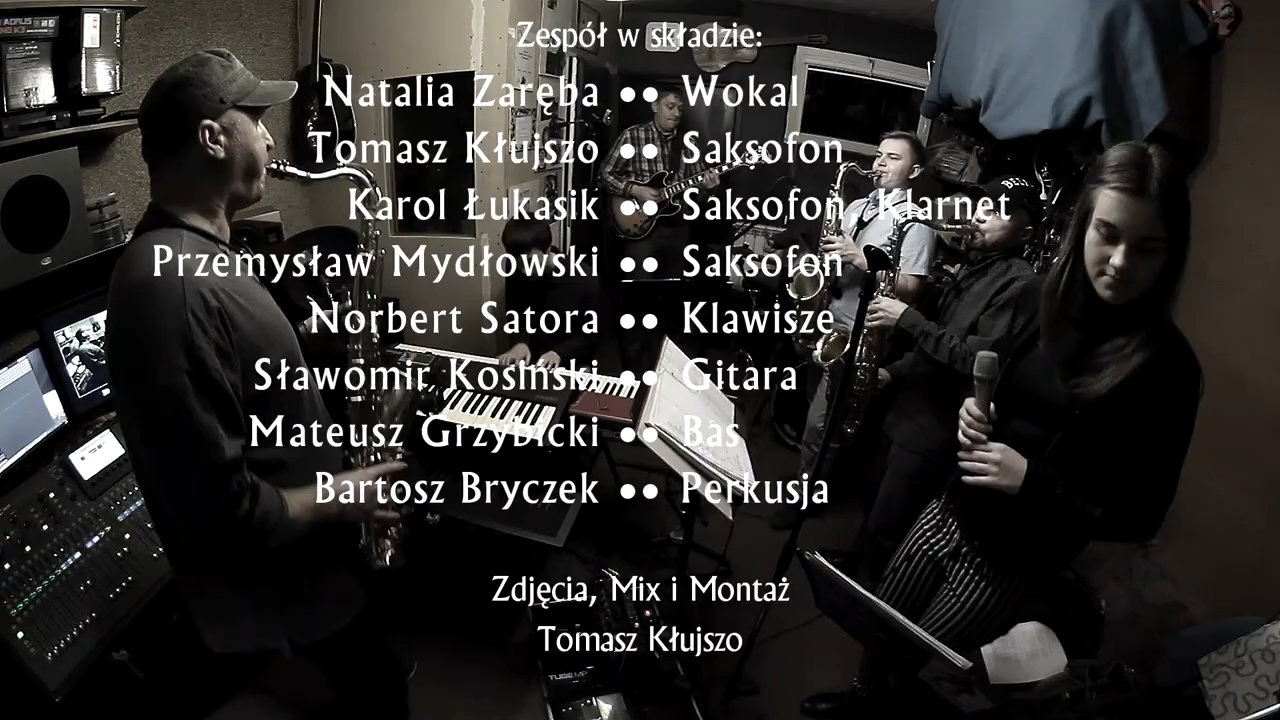 Zespół w składzie:
Natalia Zaręba •• Wokal
Tomasz Kłujszo •• Saksofon
Karol Łukasik •• Saksofon, Klarnet
Przemysław Mydłowski •• Saksofon
Norbert Satora •• Klawisze
Sławomir Kosiński •• Gitara
Mateusz Grzybicki •• Bas
Bartosz Bryczek •• Perkusja
Zdjęcia, Mix i Montaż
Tomasz Kłujszo